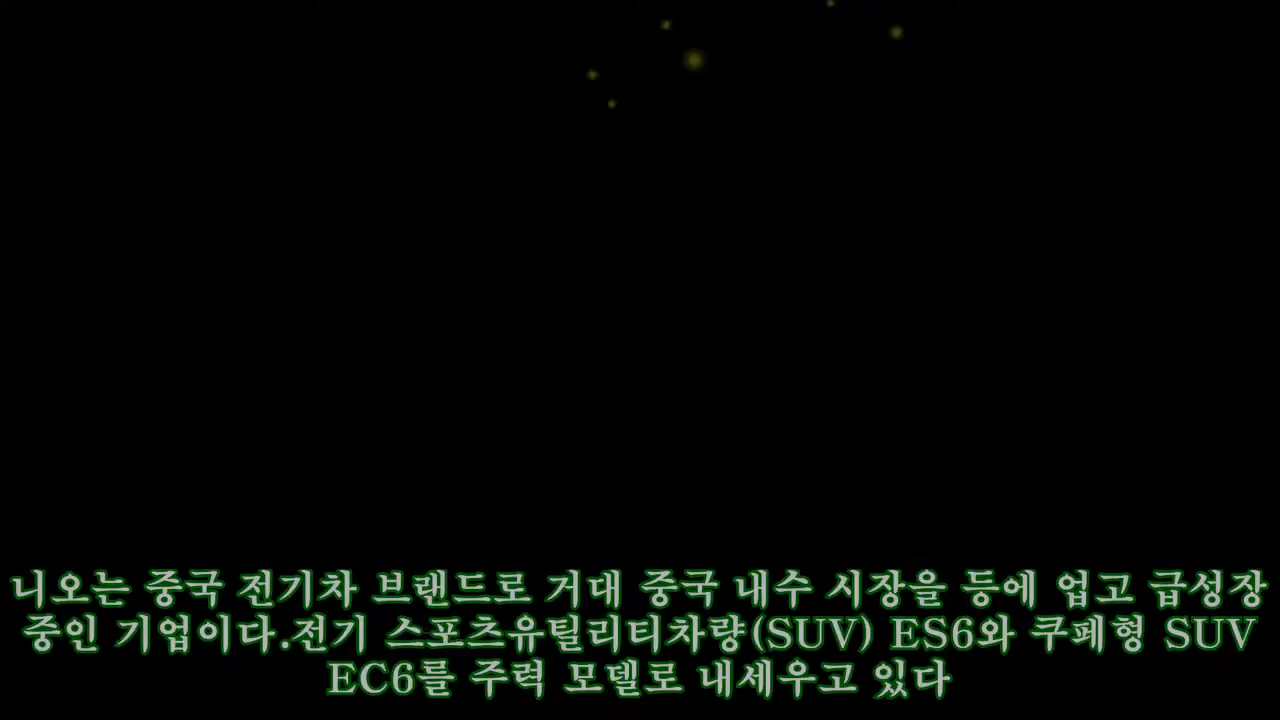 니오는 중국 전기차 브랜드로 거대 중국 내수 시장을 등에 업고 급성장
중인 기업이다.전기 스포츠유틸리티차량(SUV) ES6와 쿠페형 SUV
EC6를 주력 모델로 내세우고 있다